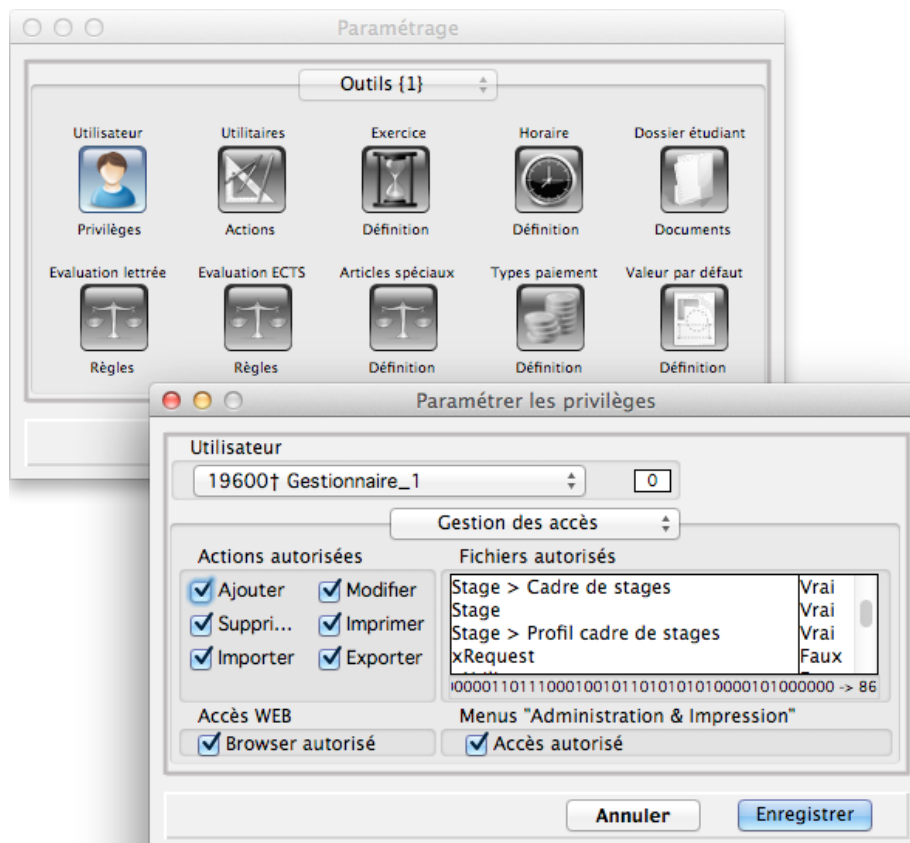 Paramétrage
Outils {1}
Utilisateur Utilitaires Exercice Horaire Dossier étudiant
Privilèges Actions Définition Définition Documents
Evaluation lettrée Evaluation ECTS Articles spéciaux Types paiement Valeur par défaut
Règles Règles Définition Définition Définition
Paramétrer les privilèges
Utilisateur
19600† Gestionnaire_1 0
Gestion des accès
Actions autorisées Fichiers autorisés
Ajouter Modifier
Suppri... Imprimer
Importer Exporter
Stage > Cadre de stages Vrai
Stage Vrai
Stage > Profil cadre de stages Vrai
xRequest Faux
Accès WEB Menus "Administration & Impression"
Browser autorisé Accès autorisé
Annuler Enregistrer